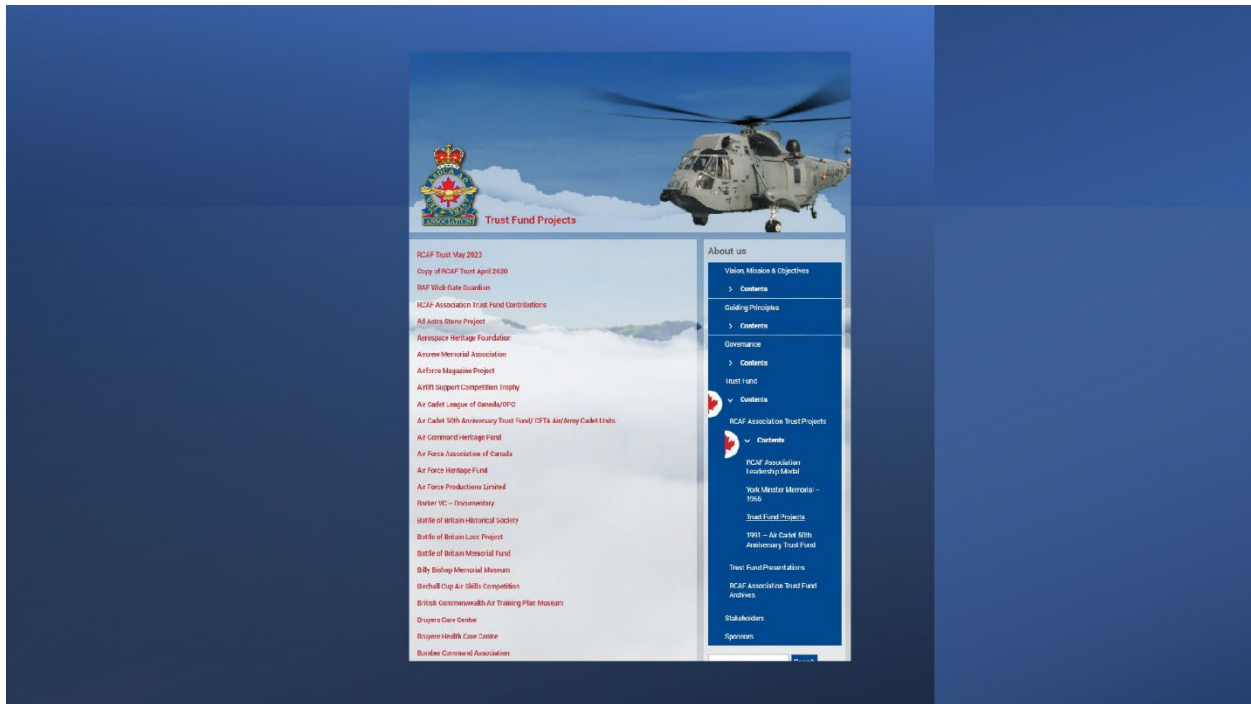 ASSOCIATION
Trust Fund Projects
RCAF Trust May 2020
Copy of RCAF Trust April 2020
RAF Wick Gate Guardian
RCAF Association Trust Fund Contributions
Ad Astra Stone Project
Aerospace Heritage Foundation
Aircrew Memorial Association
Airforce Magazine Project
Airlift Support Competition Trophy
Air Cadet League of Canada/OPC
Air Cadet 50th Anniversary Trust Fund/ CFTA Air/Army Cadet Units
Air Command Heritage Fund
Air Force Association of Canada
Air Force Heritage Fund
Air Force Productions Limited
Barker VC – Documentary
Battle of Britain Historical Society
Battle of Britain Lace Project
Battle of Britain Memorial Fund
Billy Bishop Memorial Museum
Birchall Cup Air Skills Competition
British Commonwealth Air Training Plan Museum
Bruyere Care Centre
Bruyere Health Care Centre
Bomber Command Association
About us
Vision, Mission & Objectives
Contents
Guiding Principles
Contents
Governance
Contents
Trust Fund
Contents
RCAF Association Trust Projects
Contents
RCAF Association
Leadership Medal
York Minster Memorial –
1955
Trust Fund Projects
1991 – Air Cadet 50th
Anniversary Trust Fund
Trust Fund Presentations
RCAF Association Trust Fund
Archives
Stakeholders
Sponsors